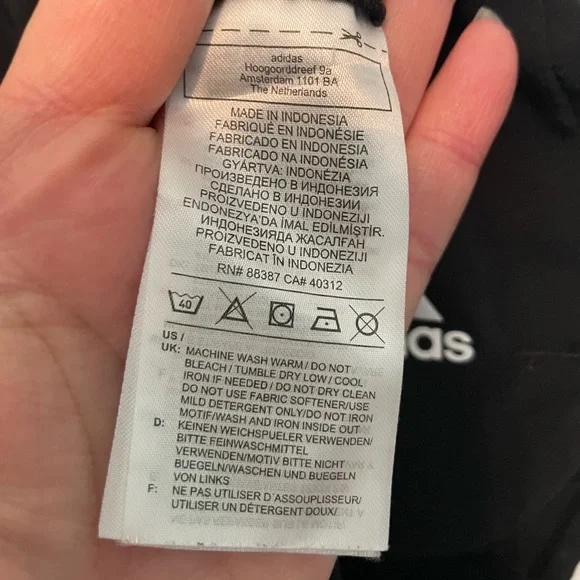 adidas
Hoogoorddreef 9a
Amsterdam 1101 BA
The Netherlands
MADE IN INDONESIA
FABRIQUÉ EN INDONÉSIE
FABRICADO EN INDONESIA
FABRICADO NA INDONÉSIA
GYÁRTVA: INDONÉZIA
ПРОИЗВЕДЕНО В ИНДОНЕЗИЯ
СДЕЛАНО В ИНДОНЕЗИИ
PROIZVEDENO U INDONEZIJI
ENDONEZYA'DA İMAL EDİLMİŞTİR.
ИНДОНЕЗИЯДА ЖАСАЛҒАН
PROIZVEDENO U INDONEZIJI
FABRICAT ÎN INDONEZIA
RN# 88387 CA# 40312
40
US /
UK: MACHINE WASH WARM / DO NOT
BLEACH / TUMBLE DRY LOW / COOL
IRON IF NEEDED / DO NOT DRY CLEAN
DO NOT USE FABRIC SOFTENER/USE
MILD DETERGENT ONLY/DO NOT IRON
MOTIF/WASH AND IRON INSIDE OUT
D: KEINEN WEICHSPUELER VERWENDEN/
BITTE FEINWASCHMITTEL
VERWENDEN/MOTIV BITTE NICHT
BUEGELN/WASCHEN UND BUEGELN
VON LINKS
F: NE PAS UTILISER D´ASSOUPLISEUR/
UTILISER UN DÉTERGENT DOUX/
das